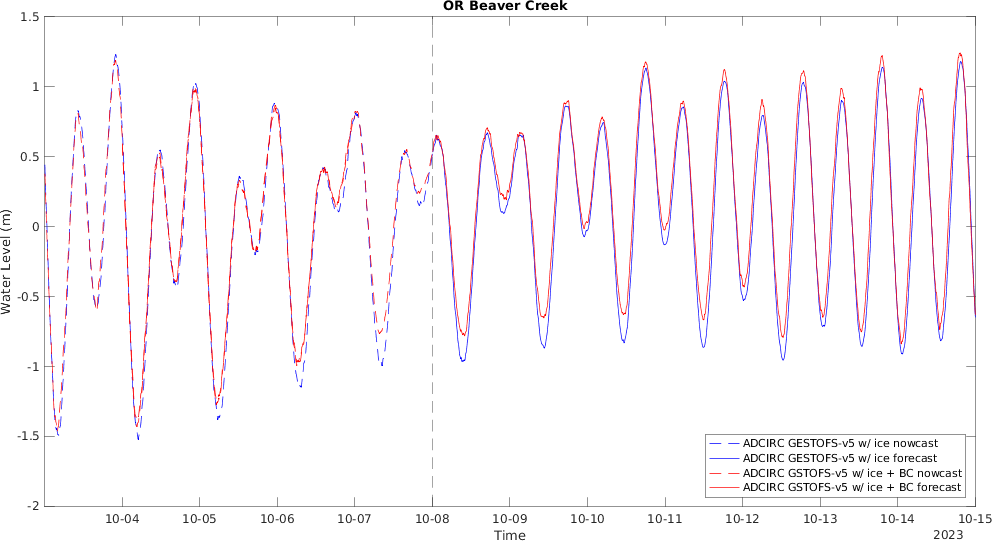 OR Beaver Creek
1.5
1
0.5
0
-0.5
-1
-1.5
-2
Water Level (m)
10-04 10-05 10-06 10-07 10-08 10-09 10-10 10-11 10-12 10-13 10-14 10-15
Time
2023
ADCIRC GESTOFS-v5 w/ ice nowcast
ADCIRC GESTOFS-v5 w/ ice forecast
ADCIRC GSTOFS-v5 w/ ice + BC nowcast
ADCIRC GSTOFS-v5 w/ ice + BC forecast